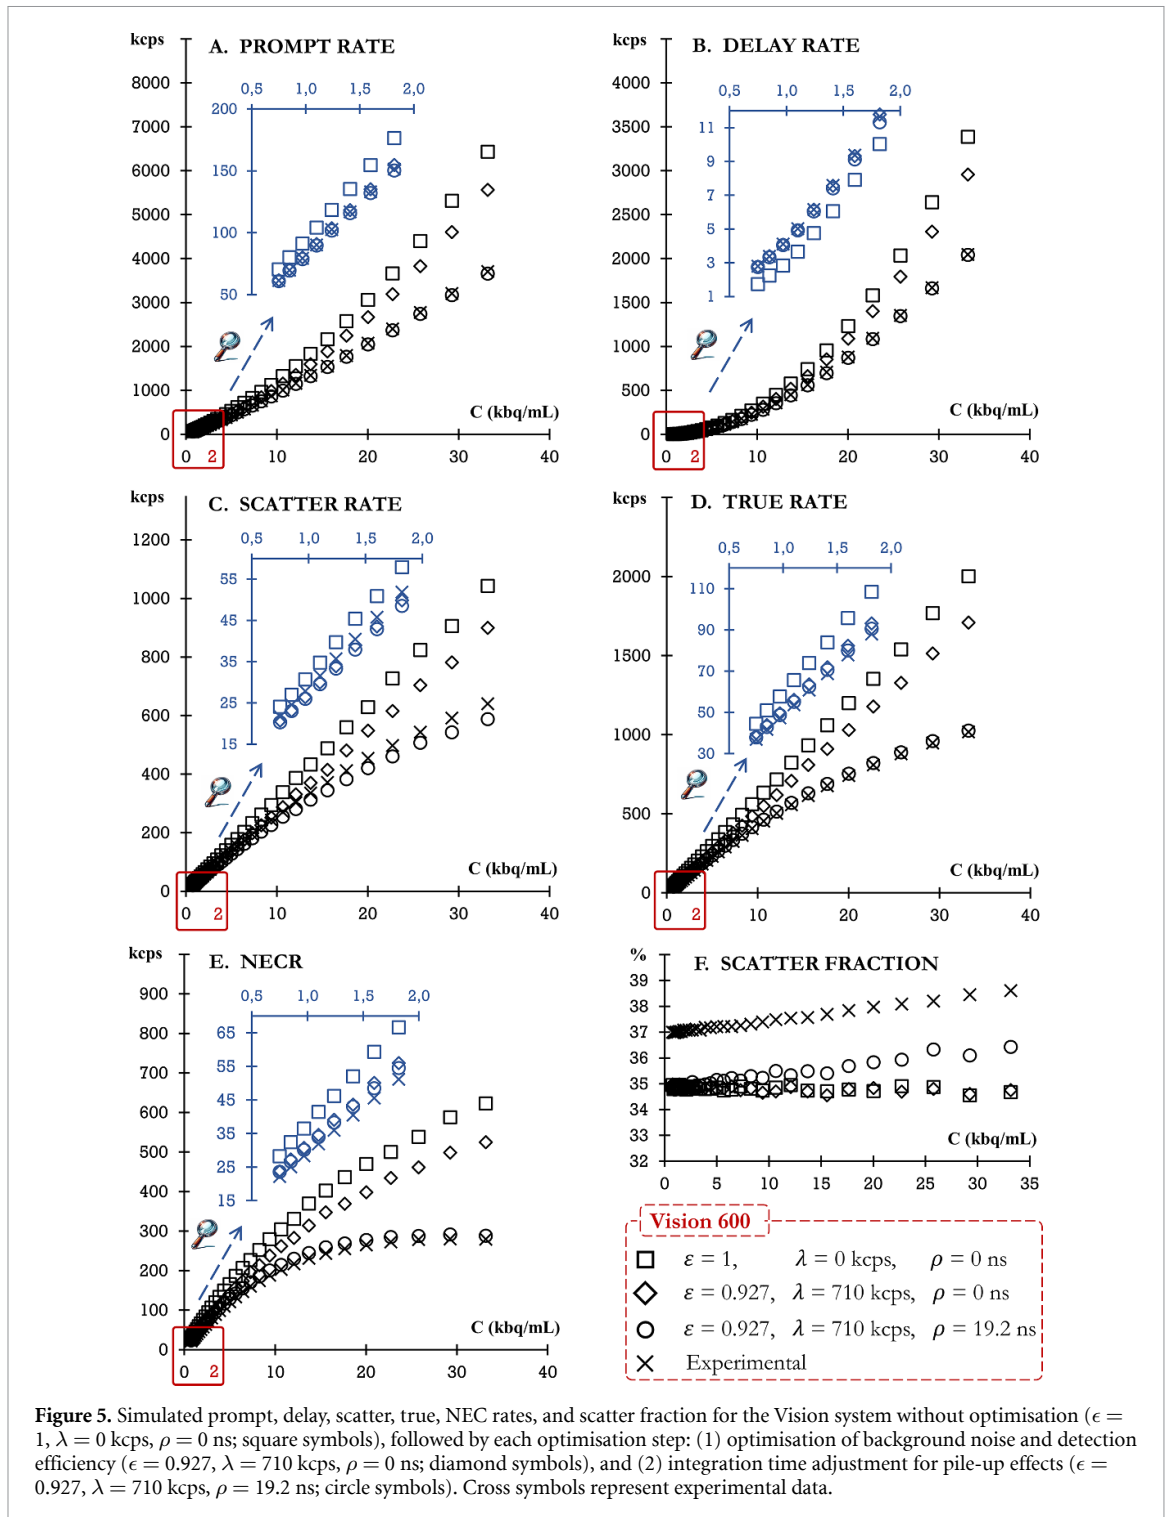 kcps
A. PROMPT RATE
0,5 1,0 1,5 2,0
200
150
100
50
8000
7000
6000
5000
4000
3000
2000
1000
0
C (kbq/mL)
0 2 10 20 30 40
kcps
B. DELAY RATE
0,5 1,0 1,5 2,0
11
9
7
5
3
1
4000
3500
3000
2500
2000
1500
1000
500
0
C (kbq/mL)
0 2 10 20 30 40
kcps
C. SCATTER RATE
0,5 1,0 1,5 2,0
55
45
35
25
15
1200
1000
800
600
400
200
0
C (kbq/mL)
0 2 10 20 30 40
kcps
D. TRUE RATE
0,5 1,0 1,5 2,0
110
90
70
50
30
2000
1500
1000
500
0
C (kbq/mL)
0 2 10 20 30 40
kcps
E. NECR
0,5 1,0 1,5 2,0
65
55
45
35
25
15
900
800
700
600
500
400
300
200
100
0
C (kbq/mL)
0 2 10 20 30 40
%
F. SCATTER FRACTION
39
38
37
36
35
34
33
32
C (kbq/mL)
0 5 10 15 20 25 30 35
Vision 600
ε = 1, λ = 0 kcps, ρ = 0 ns
ε = 0.927, λ = 710 kcps, ρ = 0 ns
ε = 0.927, λ = 710 kcps, ρ = 19.2 ns
Experimental
Figure 5. Simulated prompt, delay, scatter, true, NEC rates, and scatter fraction for the Vision system without optimisation (ϵ =
1, λ = 0 kcps, ρ = 0 ns; square symbols), followed by each optimisation step: (1) optimisation of background noise and detection
efficiency (ϵ = 0.927, λ = 710 kcps, ρ = 0 ns; diamond symbols), and (2) integration time adjustment for pile-up effects (ϵ =
0.927, λ = 710 kcps, ρ = 19.2 ns; circle symbols). Cross symbols represent experimental data.